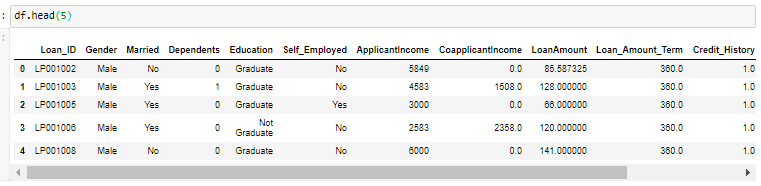 : df.head(5)
:
Loan_ID Gender Married Dependents Education Self_Employed ApplicantIncome CoapplicantIncome LoanAmount Loan_Amount_Term Credit_History
0 LP001002 Male No 0 Graduate No 5849 0.0 85.587325 360.0 1.0
1 LP001003 Male Yes 1 Graduate No 4583 1508.0 128.000000 360.0 1.0
2 LP001005 Male Yes 0 Graduate Yes 3000 0.0 66.000000 360.0 1.0
3 LP001006 Male Yes 0 Not Graduate No 2583 2358.0 120.000000 360.0 1.0
4 LP001008 Male No 0 Graduate No 6000 0.0 141.000000 360.0 1.0